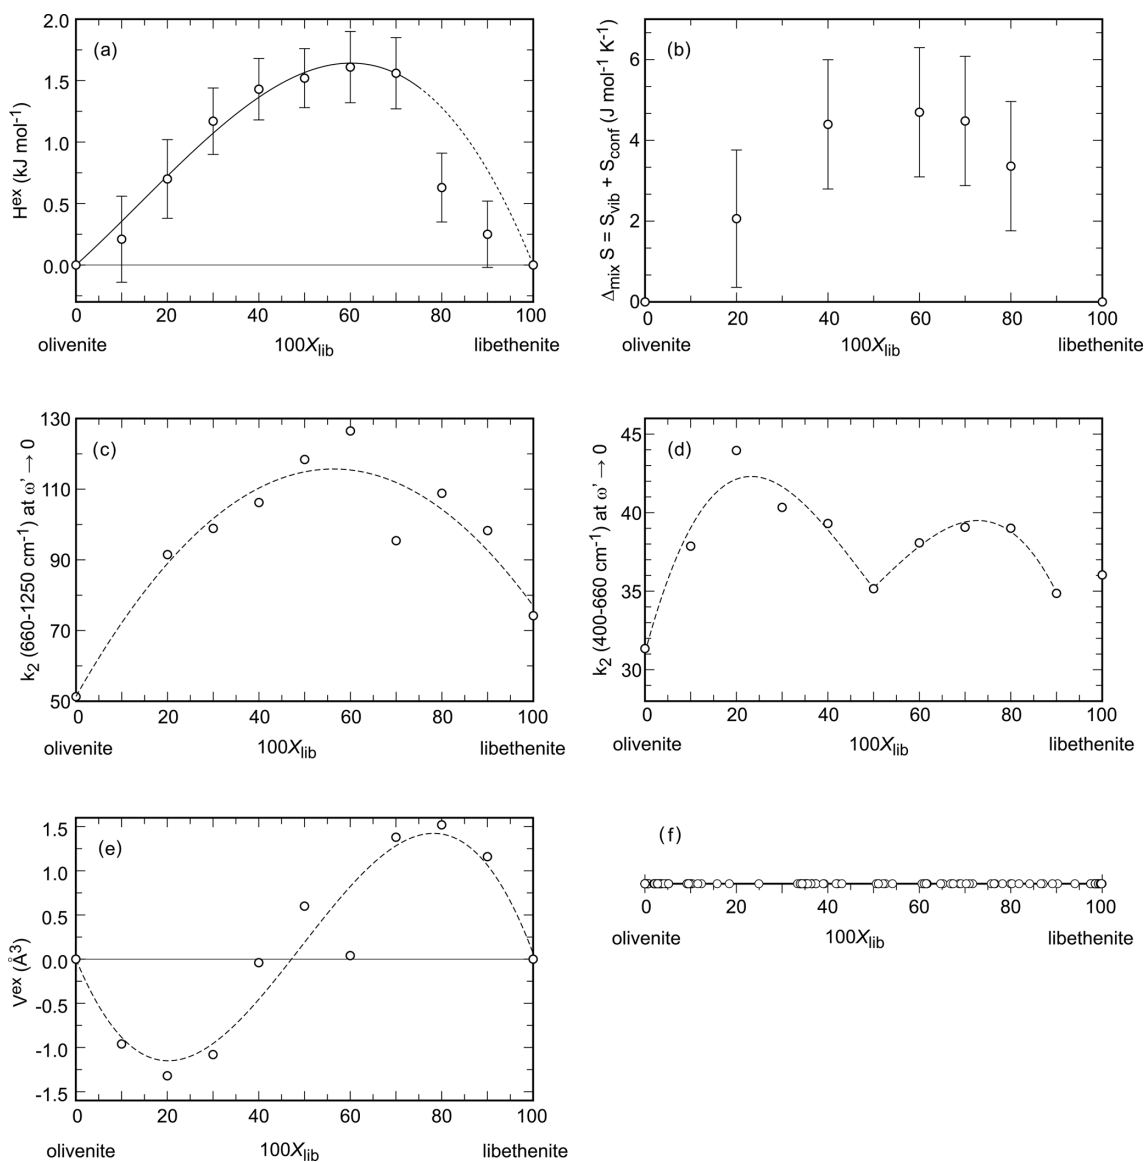 (a)
H^ex (kJ mol^-1)
2.0
1.5
1.0
0.5
0.0
0 20 40 60 80 100
olivenite 100X_lib libethenite
(b)
Δ_mix S = S_vib + S_conf (J mol^-1 K^-1)
6
4
2
0
0 20 40 60 80 100
olivenite 100X_lib libethenite
(c)
k_2 (660-1250 cm^-1) at ω' → 0
130
110
90
70
50
0 20 40 60 80 100
olivenite 100X_lib libethenite
(d)
k_2 (400-660 cm^-1) at ω' → 0
45
40
35
30
0 20 40 60 80 100
olivenite 100X_lib libethenite
(e)
V^ex (Å^3)
1.5
1.0
0.5
0.0
-0.5
-1.0
-1.5
0 20 40 60 80 100
olivenite 100X_lib libethenite
(f)
0 20 40 60 80 100
olivenite 100X_lib libethenite